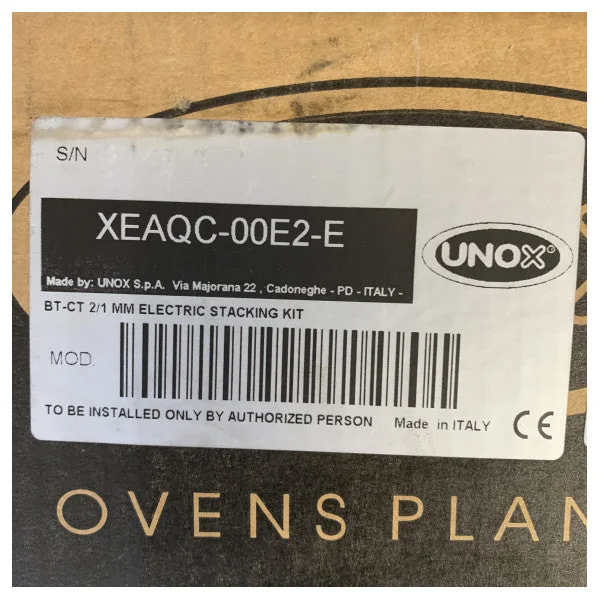 S/N
XEAQC-00E2-E
UNOX®
Made by: UNOX S.p.A. Via Majorana 22 , Cadoneghe - PD - ITALY -
BT-CT 2/1 MM ELECTRIC STACKING KIT
MOD.
TO BE INSTALLED ONLY BY AUTHORIZED PERSON Made in ITALY CE
OVENS PLAN